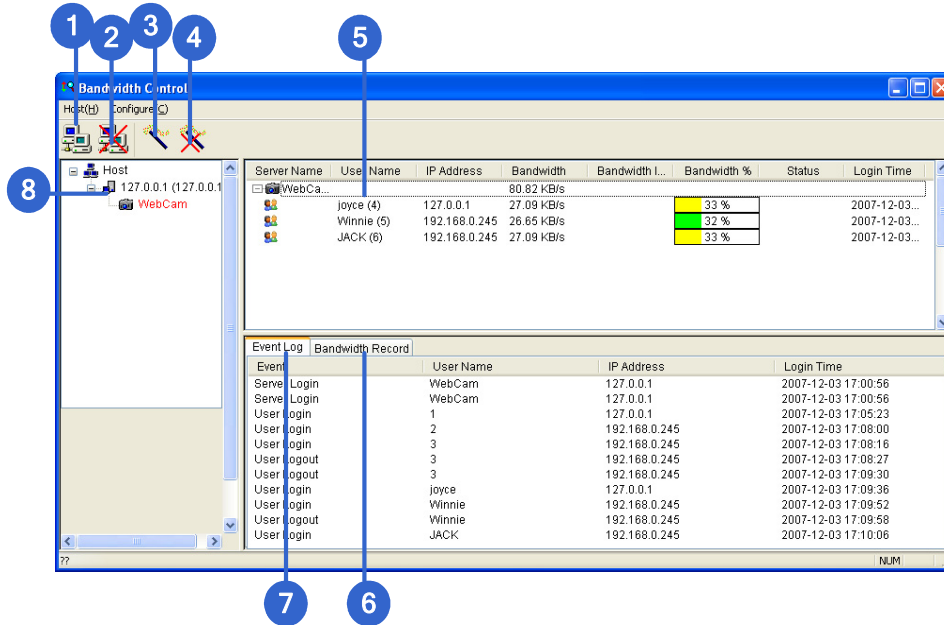 1 2 3 4 5
Bandwidth Control
Host(H) Configure(C)
Host
127.0.0.1 (127.0.0.1
WebCam
8
Server Name User Name IP Address Bandwidth Bandwidth I... Bandwidth % Status Login Time
WebCa... 80.82 KB/s
joyce (4) 127.0.0.1 27.09 KB/s 33 % 2007-12-03...
Winnie (5) 192.168.0.245 26.65 KB/s 32 % 2007-12-03...
JACK (6) 192.168.0.245 27.09 KB/s 33 % 2007-12-03...
Event Log Bandwidth Record
Event User Name IP Address Login Time
Server Login WebCam 127.0.0.1 2007-12-03 17:00:56
Server Login WebCam 127.0.0.1 2007-12-03 17:00:56
User Login 1 127.0.0.1 2007-12-03 17:05:23
User Login 2 192.168.0.245 2007-12-03 17:08:00
User Login 3 192.168.0.245 2007-12-03 17:08:16
User Logout 3 192.168.0.245 2007-12-03 17:08:27
User Logout 3 192.168.0.245 2007-12-03 17:09:30
User Login joyce 127.0.0.1 2007-12-03 17:09:36
User Login Winnie 192.168.0.245 2007-12-03 17:09:52
User Logout Winnie 192.168.0.245 2007-12-03 17:09:58
User Login JACK 192.168.0.245 2007-12-03 17:10:06
?? NUM
7 6